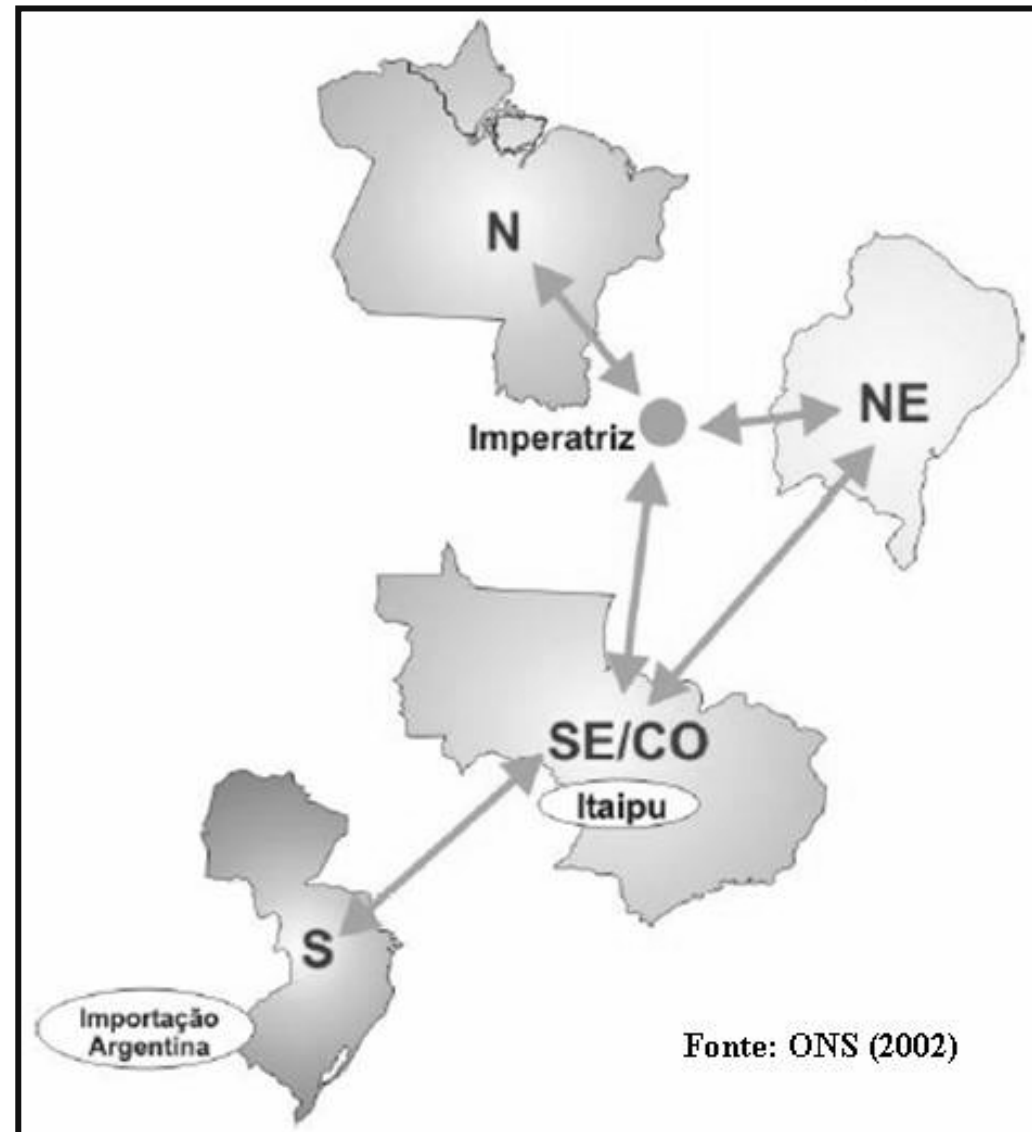 N
NE
Imperatriz
SE/CO
Itaipu
S
Importação
Argentina
Fonte: ONS (2002)